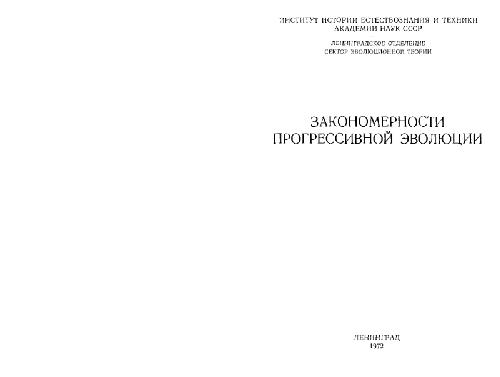 ИНСТИТУТ ИСТОРИИ ЕСТЕСТВОЗНАНИЯ И ТЕХНИКИ
АКАДЕМИИ НАУК СССР
ЛЕНИНГРАДСКОЕ ОТДЕЛЕНИЕ
СЕКТОР ЭВОЛЮЦИОННОЙ ТЕОРИИ
ЗАКОНОМЕРНОСТИ
ПРОГРЕССИВНОЙ ЭВОЛЮЦИИ
ЛЕНИНГРАД
1972